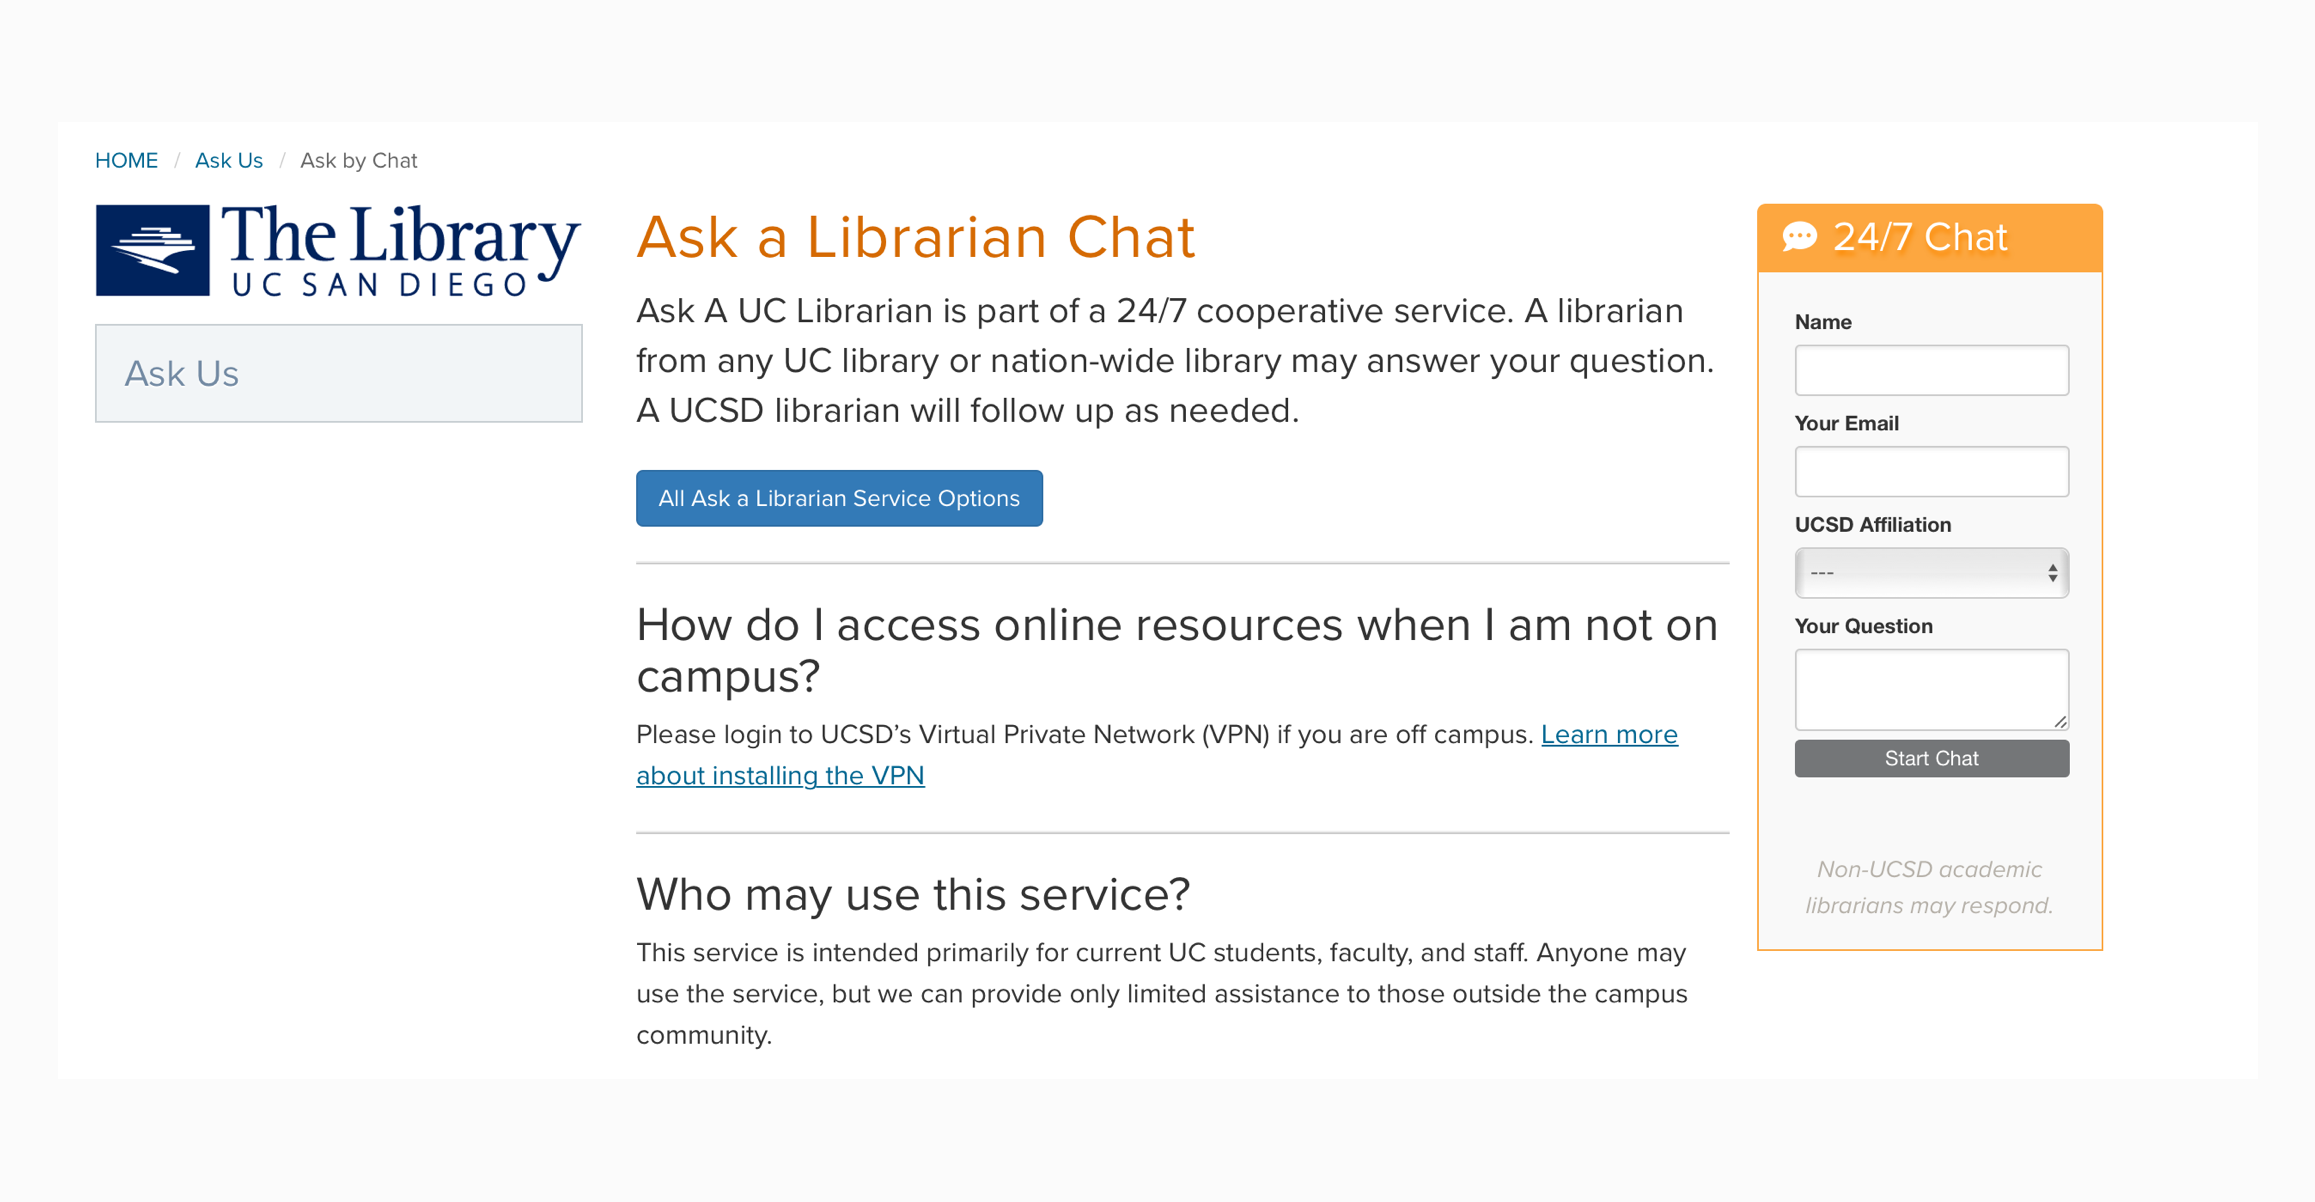 HOME / Ask Us / Ask by Chat
The Library
UC SAN DIEGO
Ask Us
Ask a Librarian Chat
Ask A UC Librarian is part of a 24/7 cooperative service. A librarian
from any UC library or nation-wide library may answer your question.
A UCSD librarian will follow up as needed.
All Ask a Librarian Service Options
How do I access online resources when I am not on
campus?
Please login to UCSD’s Virtual Private Network (VPN) if you are off campus. Learn more
about installing the VPN
Who may use this service?
This service is intended primarily for current UC students, faculty, and staff. Anyone may
use the service, but we can provide only limited assistance to those outside the campus
community.
24/7 Chat
Name
Your Email
UCSD Affiliation
---
Your Question
Start Chat
Non-UCSD academic
librarians may respond.